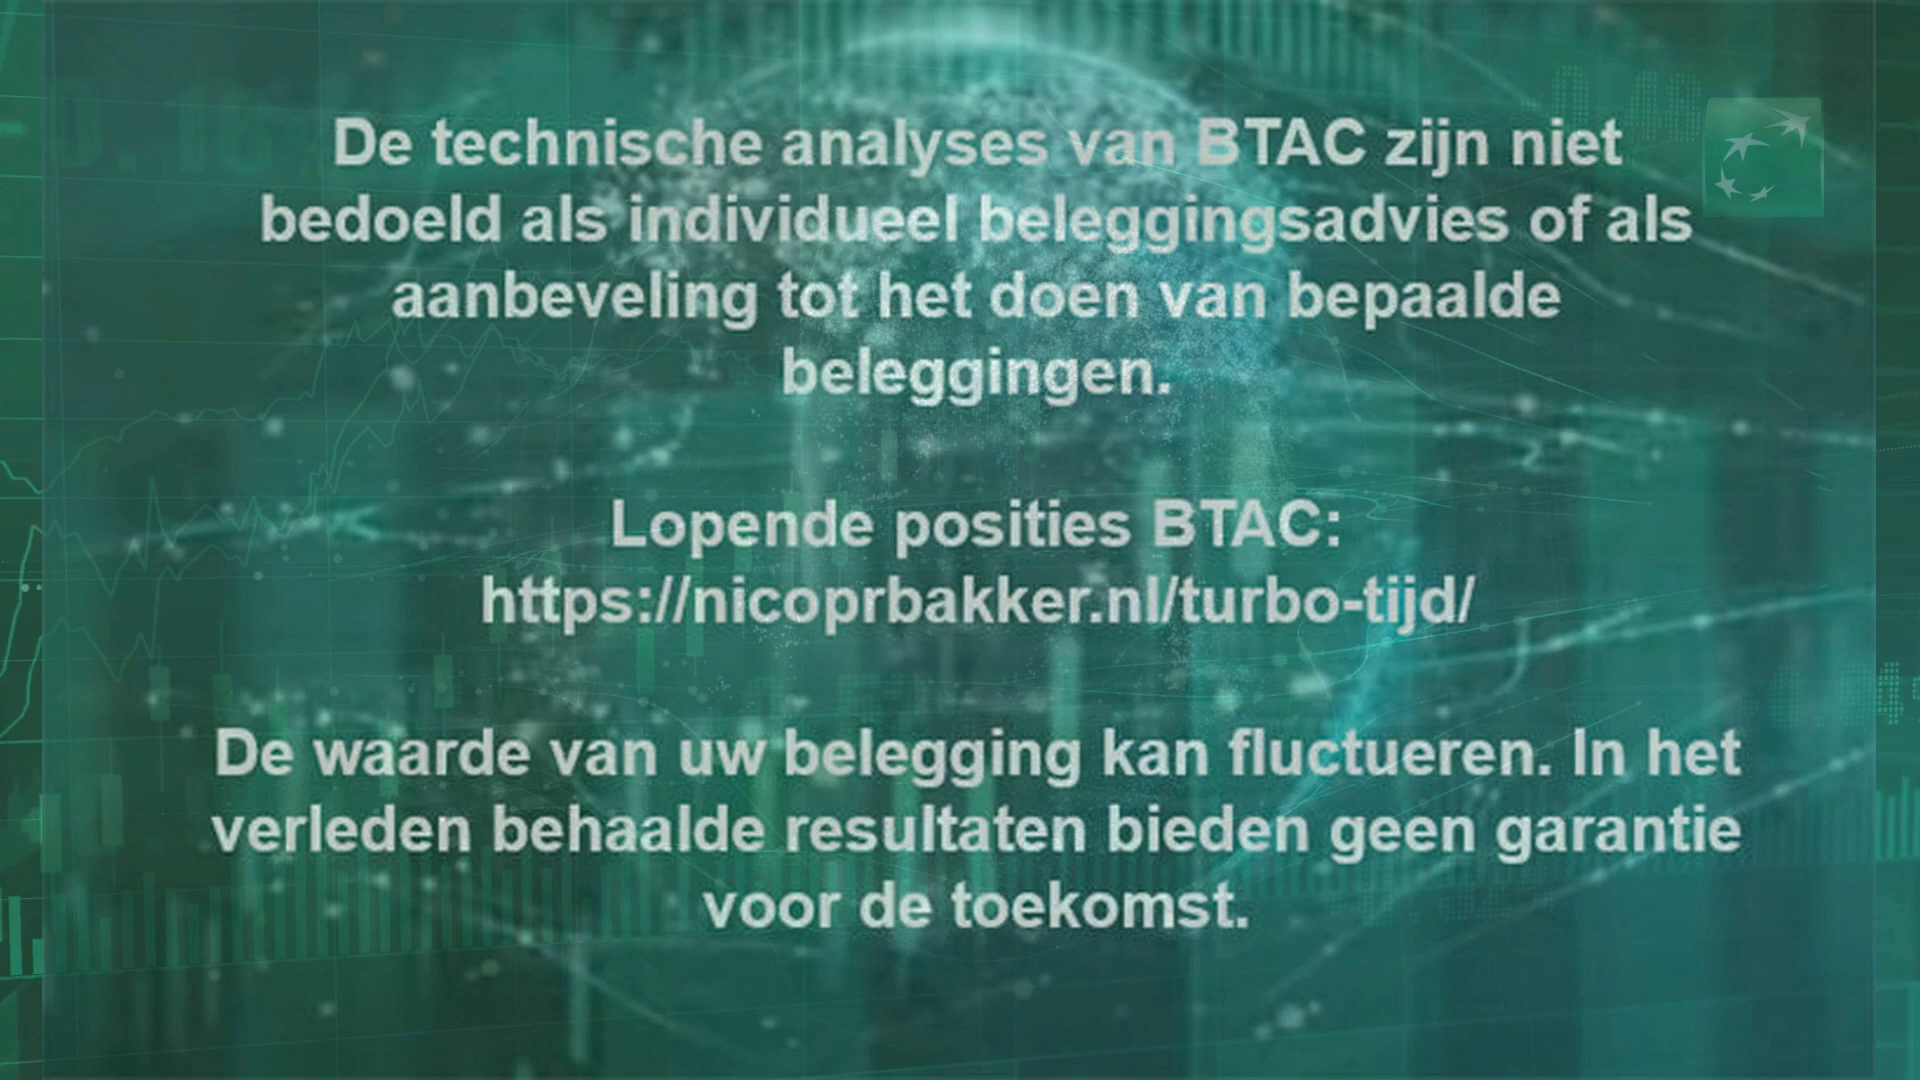 De technische analyses van BTAC zijn niet
bedoeld als individueel beleggingsadvies of als
aanbeveling tot het doen van bepaalde
beleggingen.
Lopende posities BTAC:
https://nicoprbakker.nl/turbo-tijd/
De waarde van uw belegging kan fluctueren. In het
verleden behaalde resultaten bieden geen garantie
voor de toekomst.